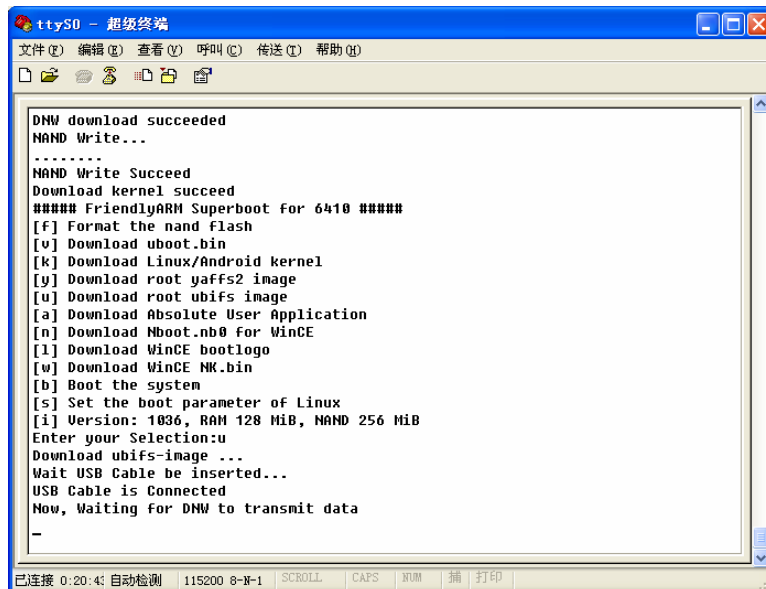 ttyS0 - 超级终端
文件(F) 编辑(E) 查看(V) 呼叫(C) 传送(T) 帮助(H)
DNW download succeeded
NAND Write...
........
NAND Write Succeed
Download kernel succeed
##### FriendlyARM Superboot for 6410 #####
[f] Format the nand flash
[v] Download uboot.bin
[k] Download Linux/Android kernel
[y] Download root yaffs2 image
[u] Download root ubifs image
[a] Download Absolute User Application
[n] Download Nboot.nb0 for WinCE
[l] Download WinCE bootlogo
[w] Download WinCE NK.bin
[b] Boot the system
[s] Set the boot parameter of Linux
[i] Version: 1036, RAM 128 MiB, NAND 256 MiB
Enter your Selection:u
Download ubifs-image ...
Wait USB Cable be inserted...
USB Cable is Connected
Now, Waiting for DNW to transmit data
_
已连接 0:20:43 自动检测 115200 8-N-1 SCROLL CAPS NUM 捕 打印